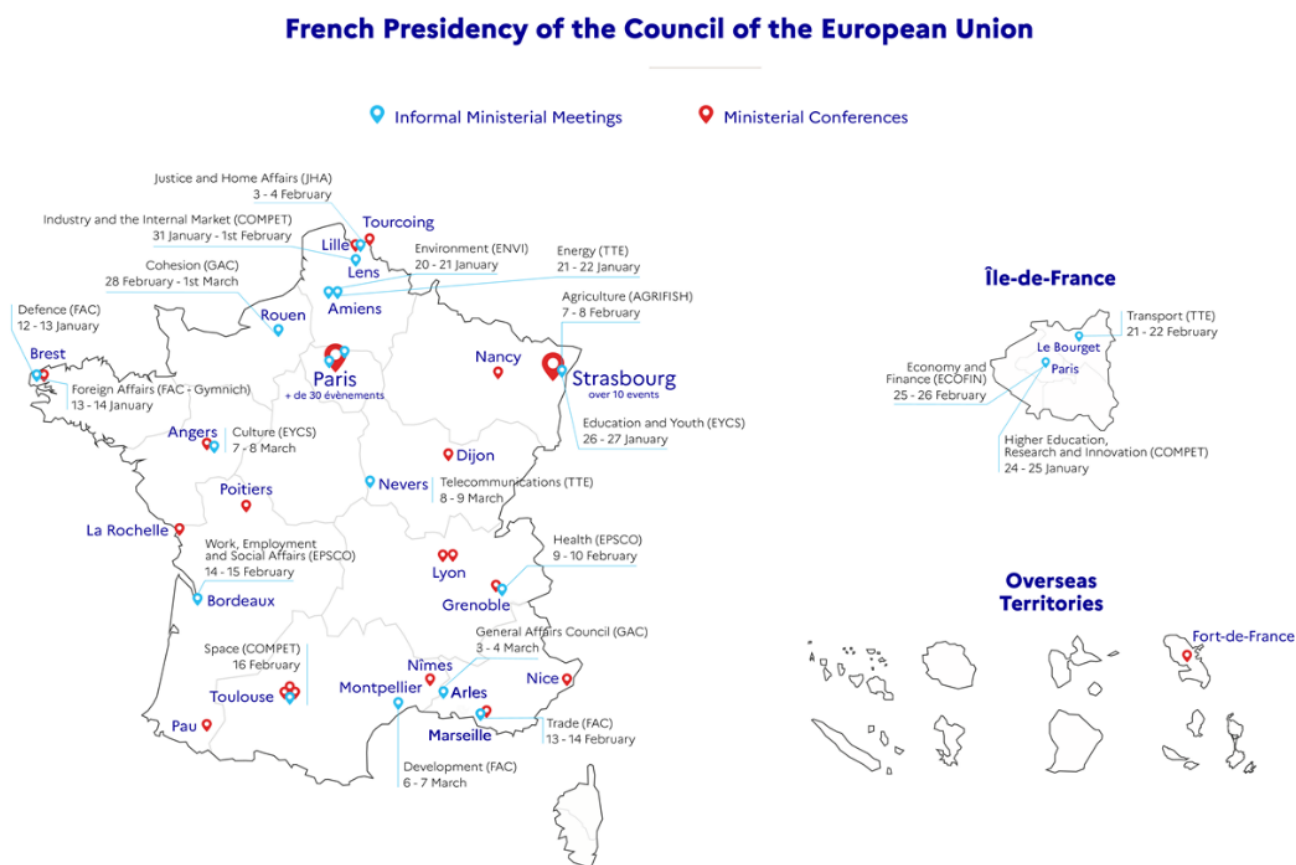 French Presidency of the Council of the European Union
Informal Ministerial Meetings
Ministerial Conferences
Justice and Home Affairs (JHA)
3 - 4 February
Industry and the Internal Market (COMPET)
31 January - 1st February
Cohesion (GAC)
28 February - 1st March
Defence (FAC)
12 - 13 January
Brest
Foreign Affairs (FAC - Gymnich)
13 - 14 January
Tourcoing
Lille
Lens
Environment (ENVI)
20 - 21 January
Energy (TTE)
21 - 22 January
Amiens
Rouen
Agriculture (AGRIFISH)
7 - 8 February
Paris
+ de 30 évènements
Nancy
Strasbourg
over 10 events
Education and Youth (EYCS)
26 - 27 January
Angers
Culture (EYCS)
7 - 8 March
Dijon
Nevers
Telecommunications (TTE)
8 - 9 March
Poitiers
La Rochelle
Work, Employment
and Social Affairs (EPSCO)
14 - 15 February
Bordeaux
Lyon
Health (EPSCO)
9 - 10 February
Grenoble
General Affairs Council (GAC)
3 - 4 March
Space (COMPET)
16 February
Toulouse
Nîmes
Montpellier
Arles
Nice
Pau
Marseille
Trade (FAC)
13 - 14 February
Development (FAC)
6 - 7 March
Île-de-France
Transport (TTE)
21 - 22 February
Le Bourget
Paris
Economy and
Finance (ECOFIN)
25 - 26 February
Higher Education,
Research and Innovation (COMPET)
24 - 25 January
Overseas
Territories
Fort-de-France